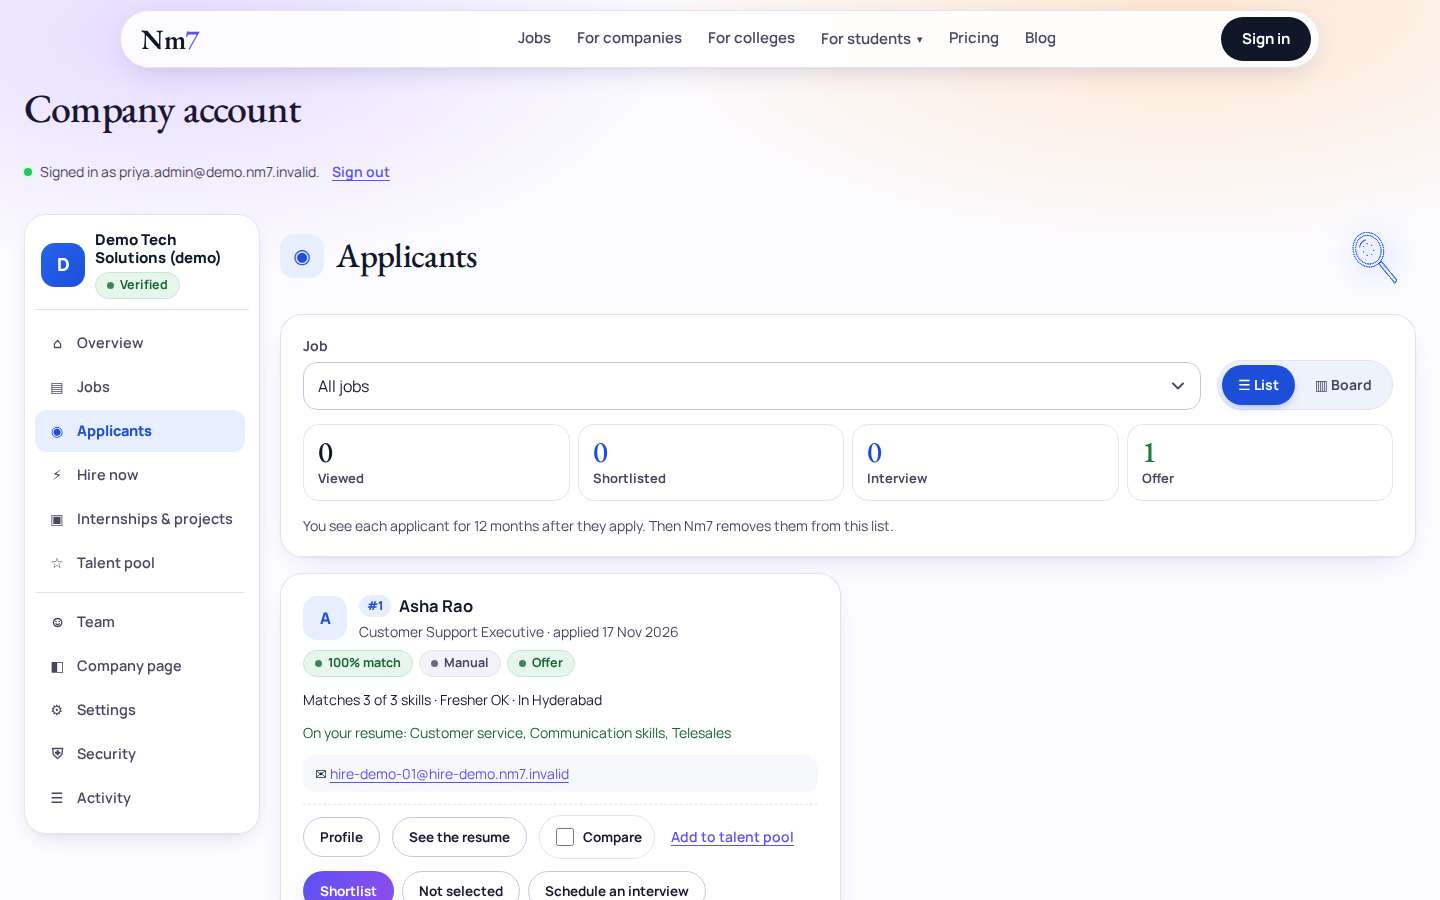 Nm7
Jobs
For companies
For colleges
For students ▾
Pricing
Blog
Sign in
Company account
Signed in as priya.admin@demo.nm7.invalid. Sign out
D
Demo Tech
Solutions (demo)
Verified
Overview
Jobs
Applicants
Hire now
Internships & projects
Talent pool
Team
Company page
Settings
Security
Activity
Applicants
Job
All jobs
☰ List
▥ Board
0
Viewed
0
Shortlisted
0
Interview
1
Offer
You see each applicant for 12 months after they apply. Then Nm7 removes them from this list.
A
#1 Asha Rao
Customer Support Executive · applied 17 Nov 2026
100% match
Manual
Offer
Matches 3 of 3 skills · Fresher OK · In Hyderabad
On your resume: Customer service, Communication skills, Telesales
✉ hire-demo-01@hire-demo.nm7.invalid
Profile
See the resume
Compare
Add to talent pool
Shortlist
Not selected
Schedule an interview